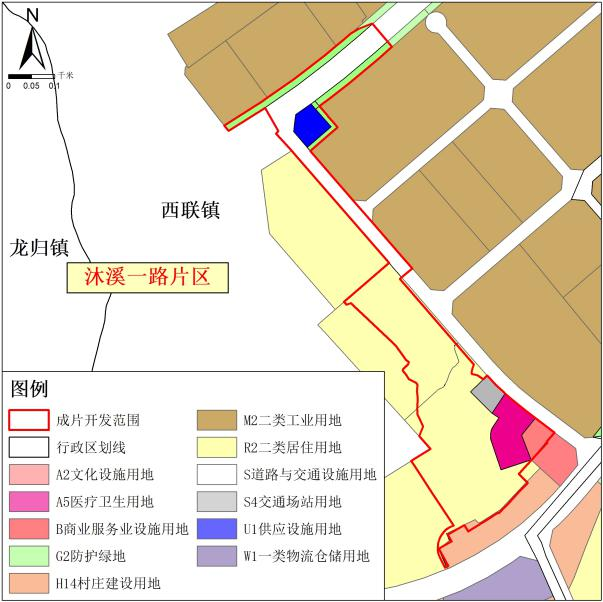 N
千米
0 0.05 0.1
西联镇
龙归镇
沐溪一路片区
图例
成片开发范围
行政区划线
A2文化设施用地
A5医疗卫生用地
B商业服务业设施用地
G2防护绿地
H14村庄建设用地
M2二类工业用地
R2二类居住用地
S道路与交通设施用地
S4交通场站用地
U1供应设施用地
W1一类物流仓储用地